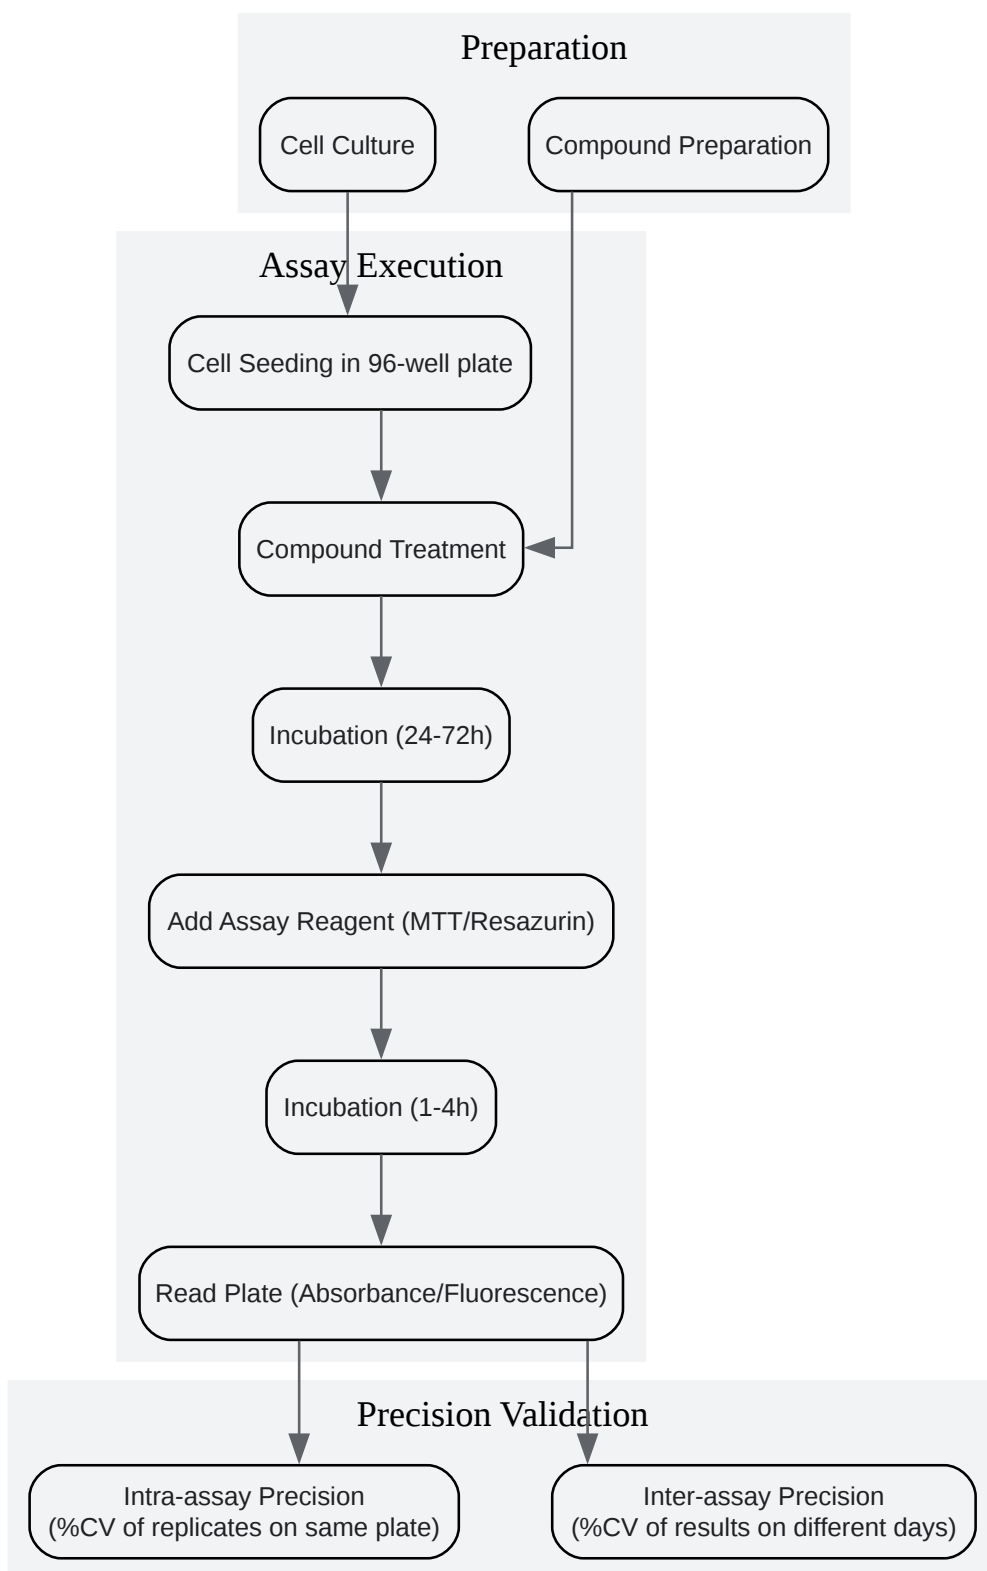 Preparation
Cell Culture
Compound Preparation
Assay Execution
Cell Seeding in 96-well plate
Compound Treatment
Incubation (24-72h)
Add Assay Reagent (MTT/Resazurin)
Incubation (1-4h)
Read Plate (Absorbance/Fluorescence)
Precision Validation
Intra-assay Precision
(%CV of replicates on same plate)
Inter-assay Precision
(%CV of results on different days)